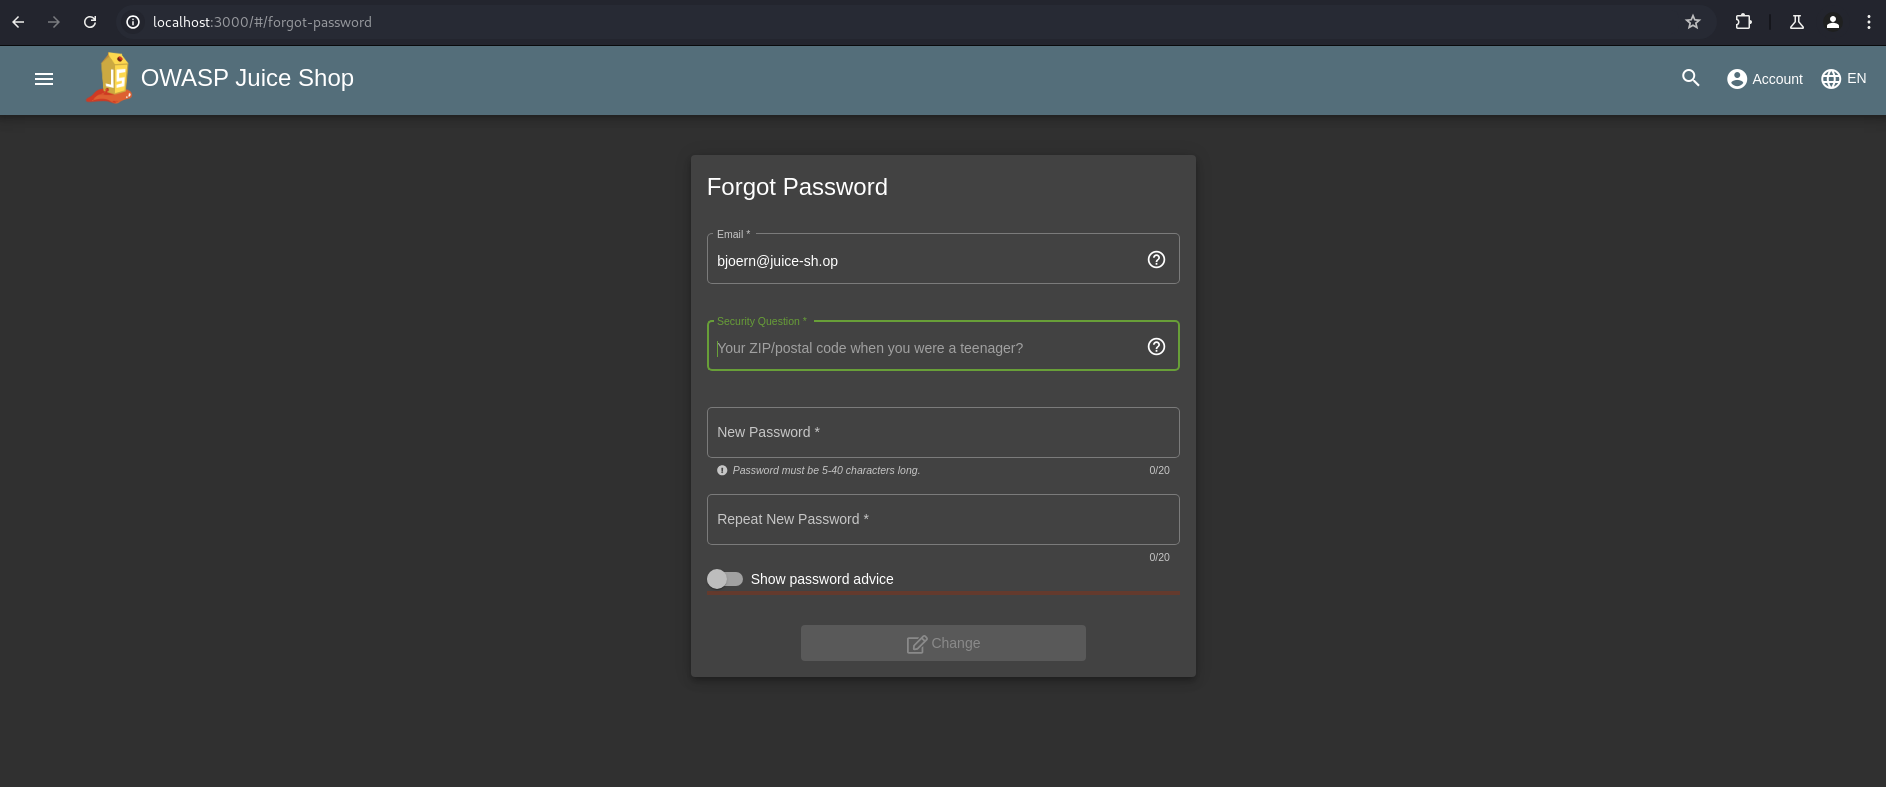 localhost:3000/#/forgot-password
JS
OWASP Juice Shop
Account
EN
Forgot Password
Email *
bjoern@juice-sh.op
Security Question *
Your ZIP/postal code when you were a teenager?
New Password *
Password must be 5-40 characters long.
0/20
Repeat New Password *
0/20
Show password advice
Change